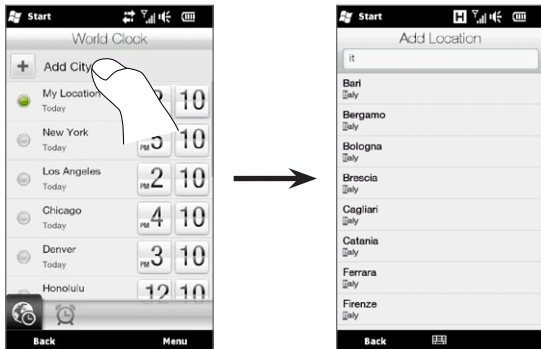 Start
World Clock
Add City
My Location 10
Today
New York PM 5 10
Today
Los Angeles PM 2 10
Today
Chicago PM 4 10
Today
Denver PM 3 10
Today
Honolulu 12 10
Back Menu
Start H
Add Location
it
Bari
Italy
Bergamo
Italy
Bologna
Italy
Brescia
Italy
Cagliari
Italy
Catania
Italy
Ferrara
Italy
Firenze
Italy
Back